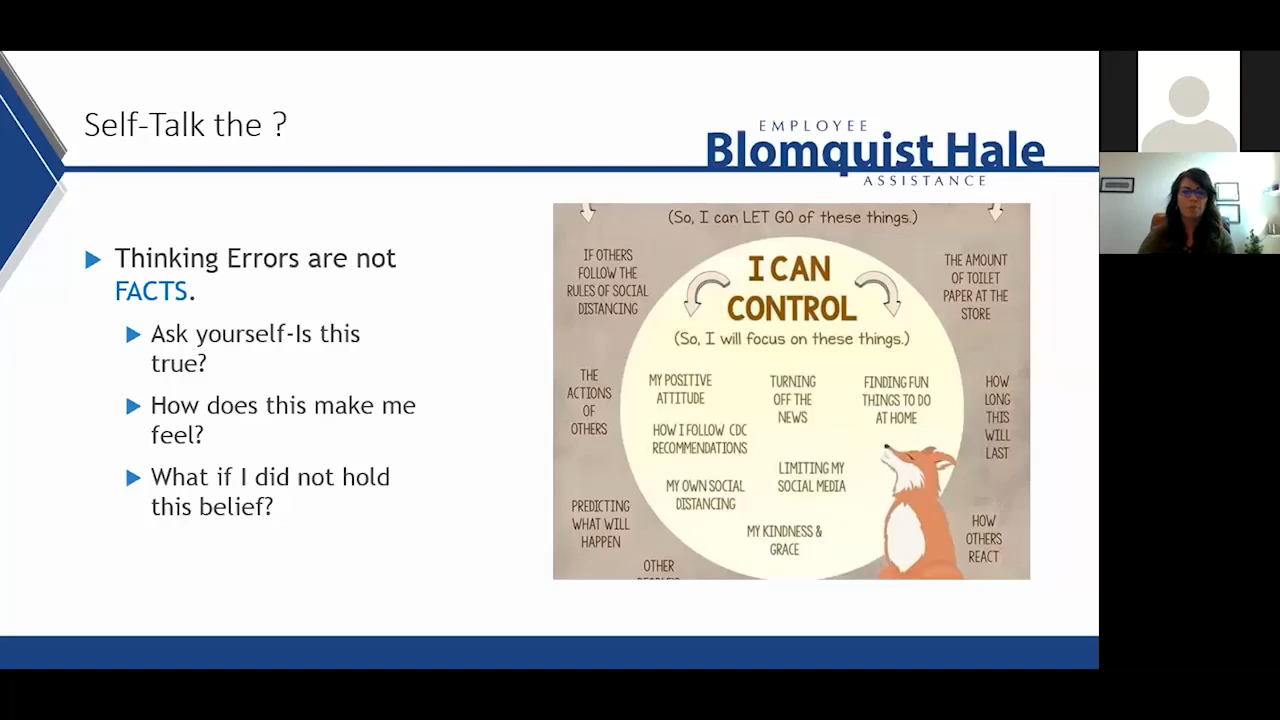 Self-Talk the ?
EMPLOYEE
Blomquist Hale
ASSISTANCE
Thinking Errors are not
FACTS.
Ask yourself-Is this
true?
How does this make me
feel?
What if I did not hold
this belief?
(So, I can LET GO of these things.)
IF OTHERS
FOLLOW THE
RULES OF SOCIAL
DISTANCING
THE
ACTIONS
OF
OTHERS
PREDICTING
WHAT WILL
HAPPEN
OTHER
I CAN
CONTROL
(So, I will focus on these things.)
MY POSITIVE
ATTITUDE
TURNING
OFF THE
NEWS
FINDING FUN
THINGS TO DO
AT HOME
HOW I FOLLOW CDC
RECOMMENDATIONS
LIMITING MY
SOCIAL MEDIA
MY OWN SOCIAL
DISTANCING
MY KINDNESS &
GRACE
THE AMOUNT
OF TOILET
PAPER AT THE
STORE
HOW
LONG
THIS
WILL
LAST
HOW
OTHERS
REACT